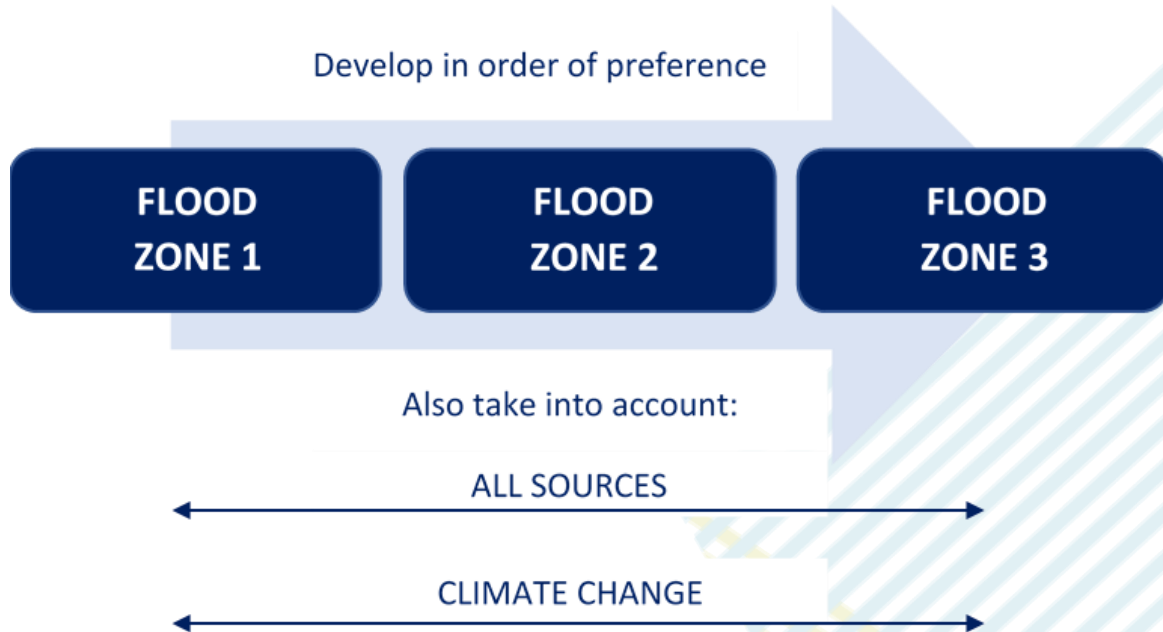 Develop in order of preference
FLOOD
ZONE 1
FLOOD
ZONE 2
FLOOD
ZONE 3
Also take into account:
ALL SOURCES
CLIMATE CHANGE